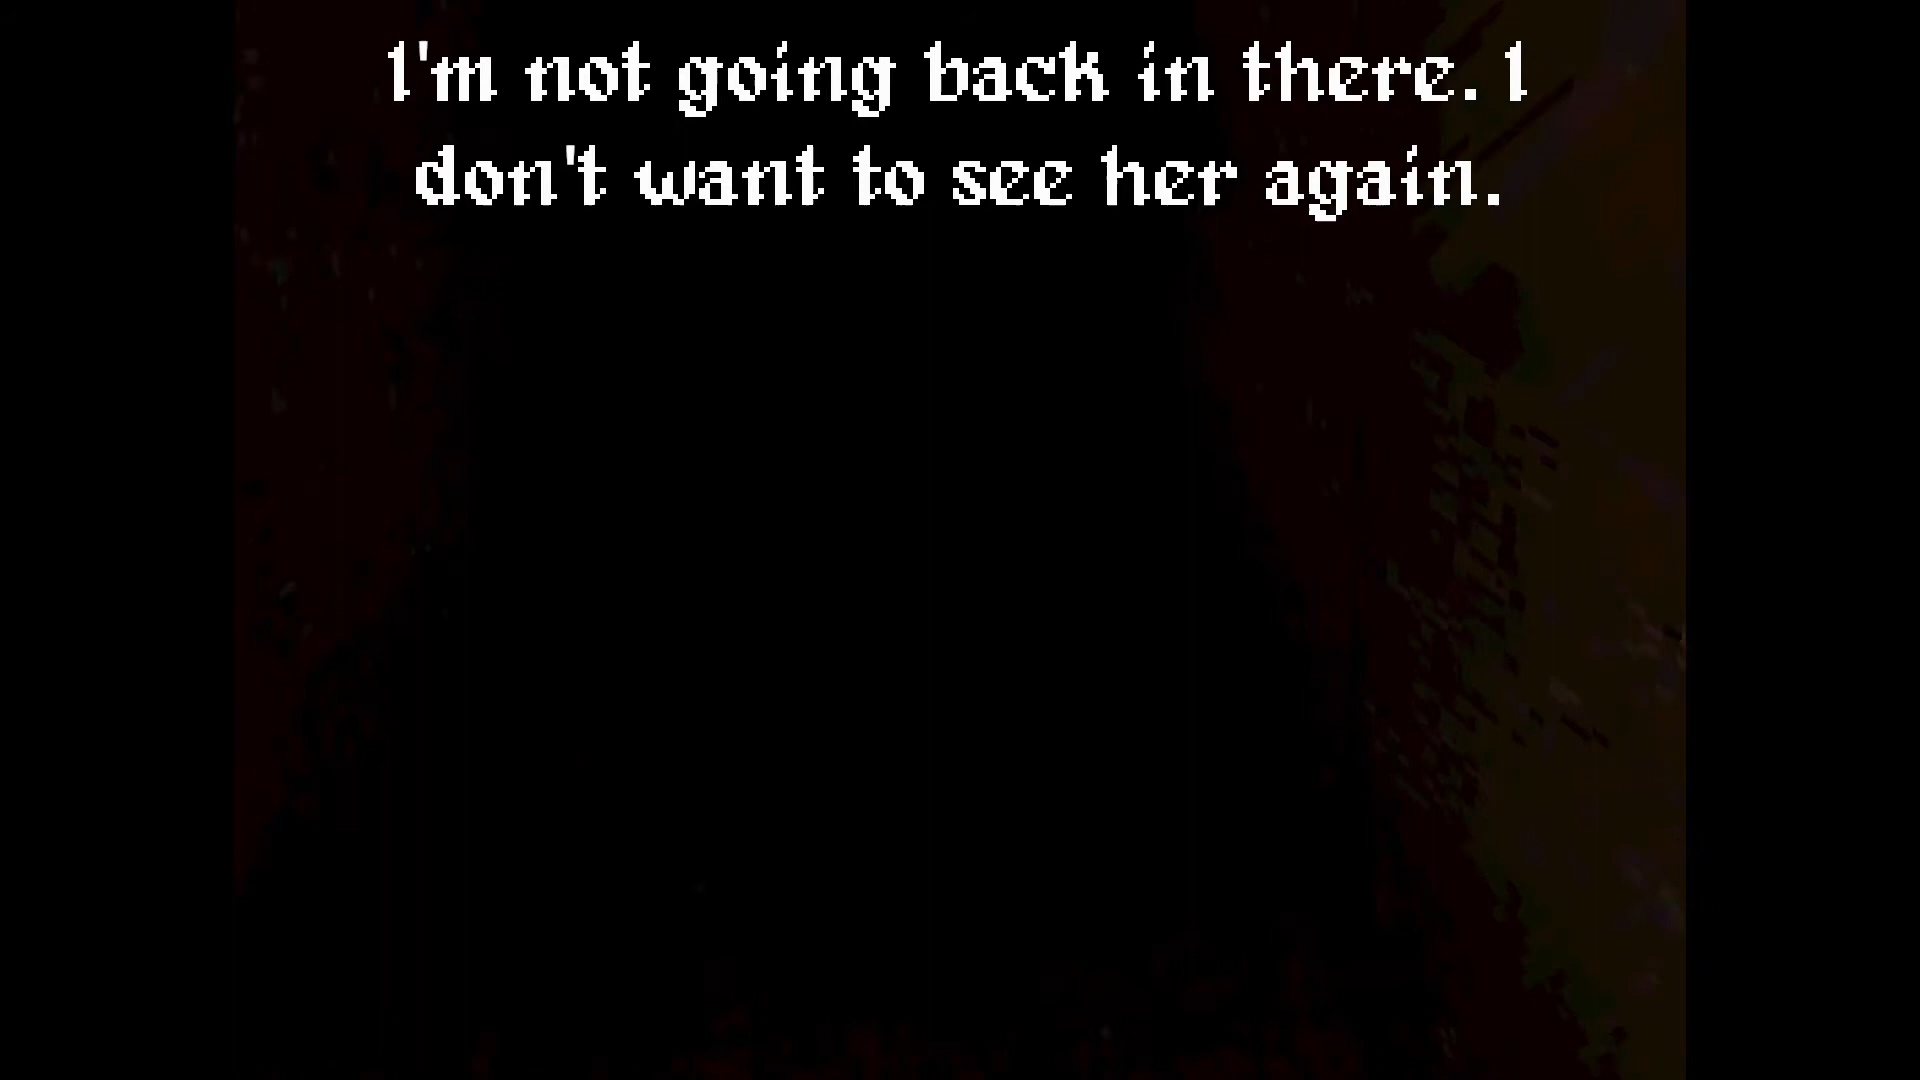 I'm not going back in there. I
don't want to see her again.